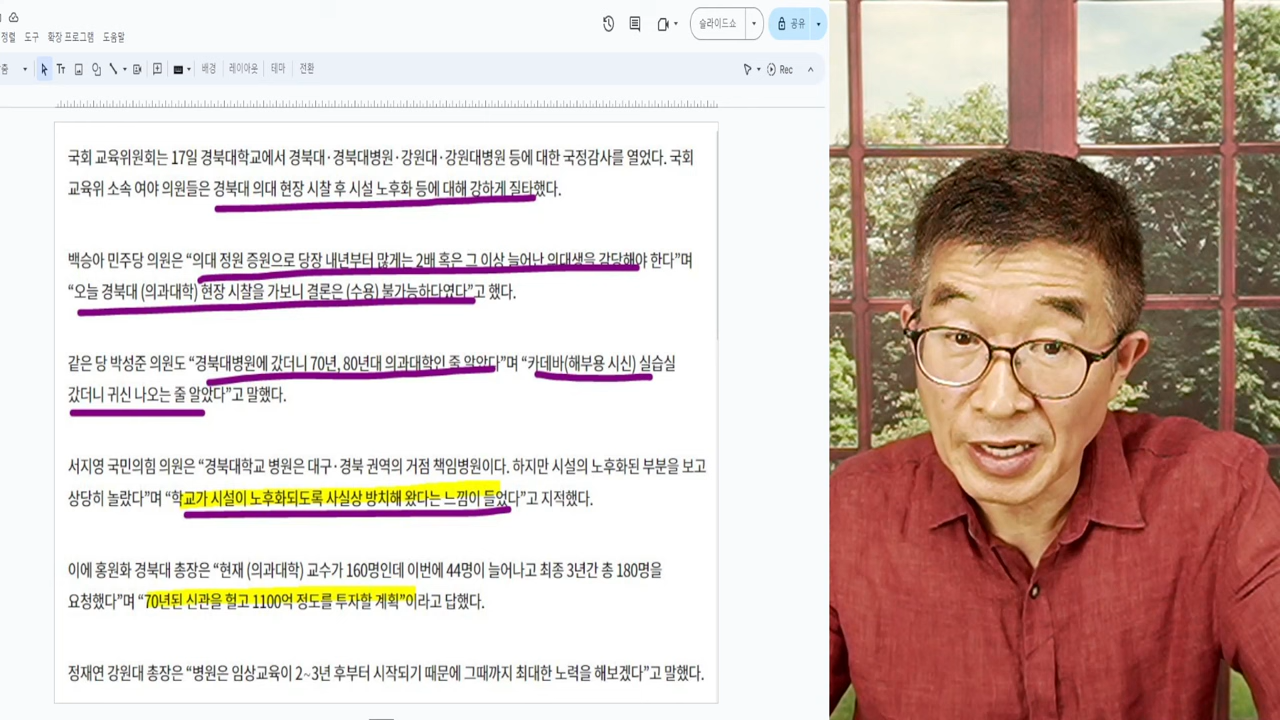 정렬 도구 확장 프로그램 도움말
슬라이드쇼
공유
배경 레이아웃 테마 전환
Rec
국회 교육위원회는 17일 경북대학교에서 경북대·경북대병원·강원대·강원대병원 등에 대한 국정감사를 열었다. 국회
교육위 소속 여야 의원들은 경북대 의대 현장 시찰 후 시설 노후화 등에 대해 강하게 질타했다.
백승아 민주당 의원은 “의대 정원 증원으로 당장 내년부터 많게는 2배 혹은 그 이상 늘어난 의대생을 감당해야 한다”며
“오늘 경북대 (의과대학) 현장 시찰을 가보니 결론은 (수용) 불가능하다였다”고 했다.
같은 당 박성준 의원도 “경북대병원에 갔더니 70년, 80년대 의과대학인 줄 알았다”며 “카데바(해부용 시신) 실습실
갔더니 귀신 나오는 줄 알았다”고 말했다.
서지영 국민의힘 의원은 “경북대학교 병원은 대구·경북 권역의 거점 책임병원이다. 하지만 시설의 노후화된 부분을 보고
상당히 놀랐다”며 “학교가 시설이 노후화되도록 사실상 방치해 왔다는 느낌이 들었다”고 지적했다.
이에 홍원화 경북대 총장은 “현재 (의과대학) 교수가 160명인데 이번에 44명이 늘어나고 최종 3년간 총 180명을
요청했다”며 “70년된 신관을 헐고 1100억 정도를 투자할 계획”이라고 답했다.
정재연 강원대 총장은 “병원은 임상교육이 2~3년 후부터 시작되기 때문에 그때까지 최대한 노력을 해보겠다”고 말했다.